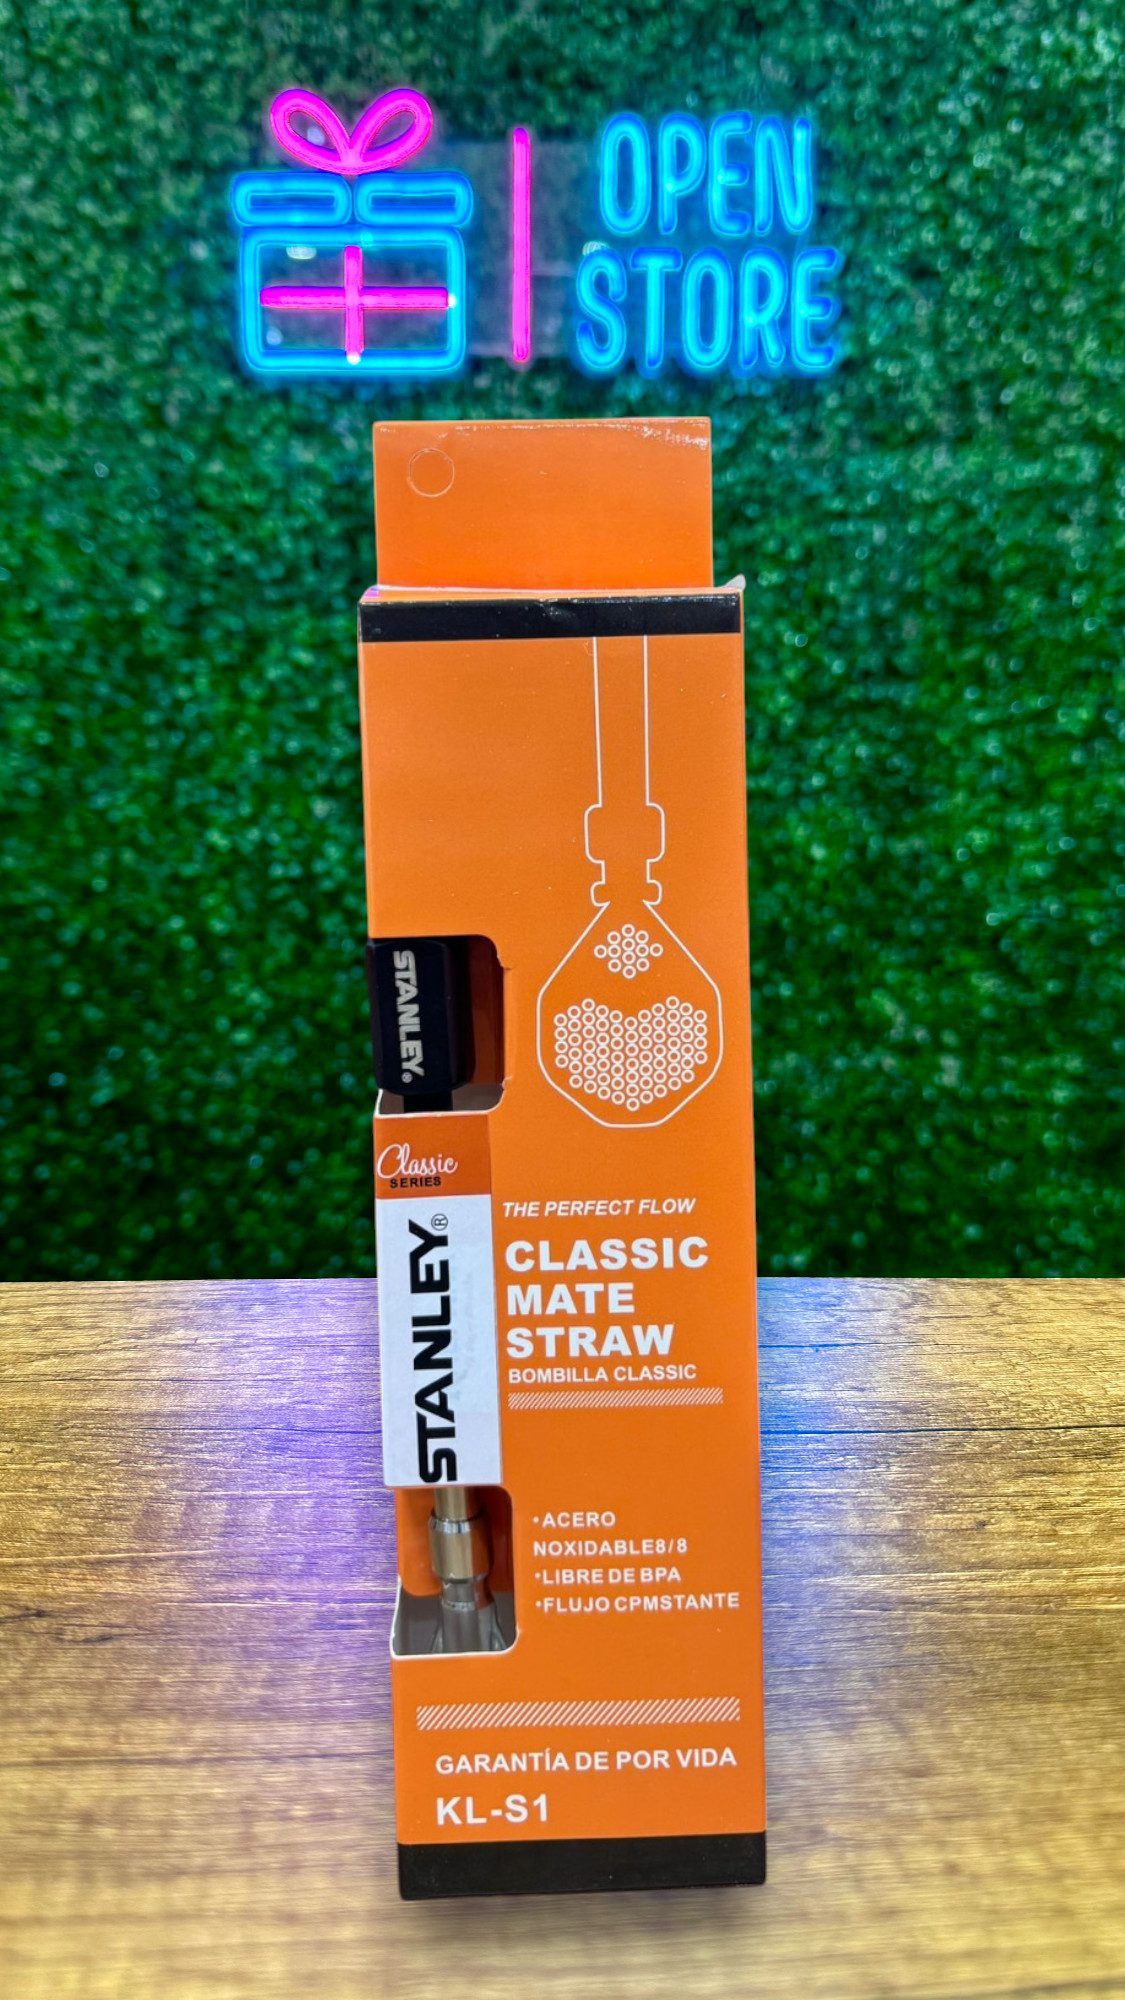 OPEN
STORE
STANLEY®
Classic
SERIES
STANLEY®
THE PERFECT FLOW
CLASSIC
MATE
STRAW
BOMBILLA CLASSIC
•ACERO
NOXIDABLE8/8
•LIBRE DE BPA
•FLUJO CPMSTANTE
GARANTÍA DE POR VIDA
KL-S1